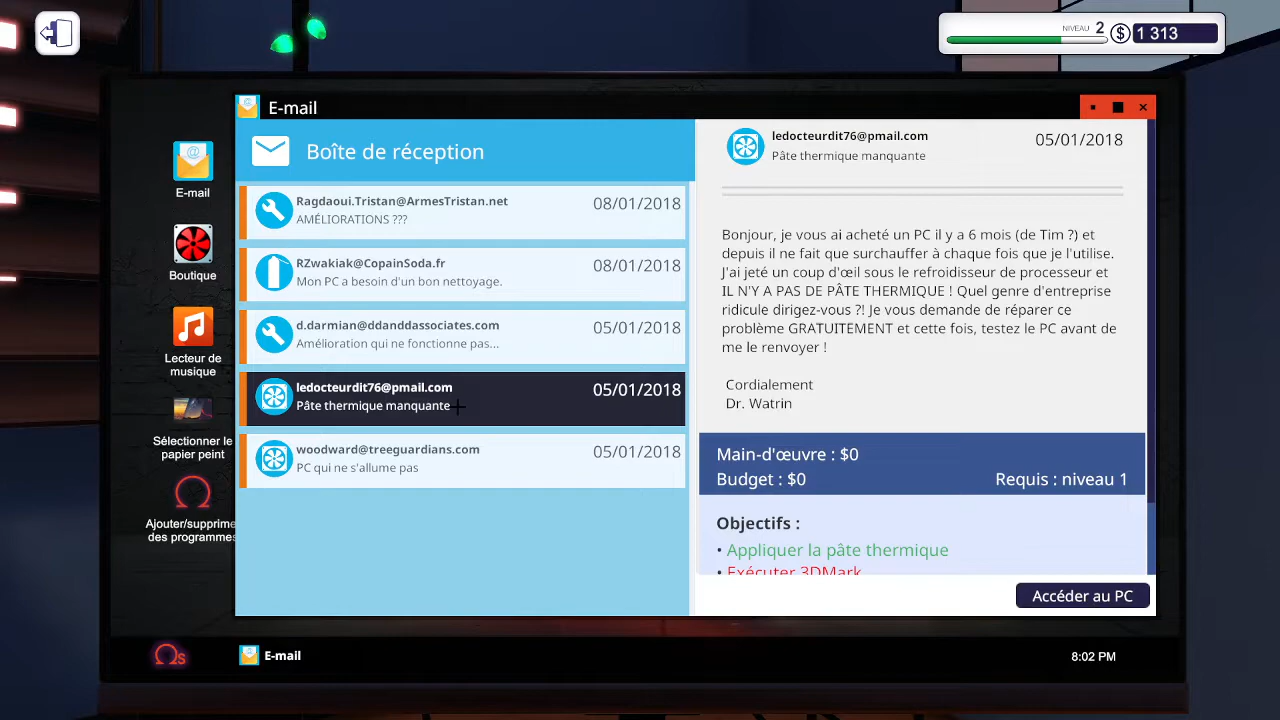 NIVEAU 2
$ 1 313
E-mail
Boîte de réception
Ragdaoui.Tristan@ArmesTristan.net
08/01/2018
AMÉLIORATIONS ???
RZwakiak@CopainSoda.fr
08/01/2018
Mon PC a besoin d'un bon nettoyage.
d.darmian@ddanddassociates.com
05/01/2018
Amélioration qui ne fonctionne pas...
ledocteurdit76@pmail.com
05/01/2018
Pâte thermique manquante
woodward@treeguardians.com
05/01/2018
PC qui ne s'allume pas
ledocteurdit76@pmail.com
05/01/2018
Pâte thermique manquante
Bonjour, je vous ai acheté un PC il y a 6 mois (de Tim ?) et
depuis il ne fait que surchauffer à chaque fois que je l'utilise.
J'ai jeté un coup d'œil sous le refroidisseur de processeur et
IL N'Y A PAS DE PÂTE THERMIQUE ! Quel genre d'entreprise
ridicule dirigez-vous ?! Je vous demande de réparer ce
problème GRATUITEMENT et cette fois, testez le PC avant de
me le renvoyer !
Cordialement
Dr. Watrin
Main-d'œuvre : $0
Budget : $0
Requis : niveau 1
Objectifs :
• Appliquer la pâte thermique
• Exécuter 3DMark
Accéder au PC
E-mail
Boutique
Lecteur de
musique
Sélectionner le
papier peint
Ajouter/supprime
des programmes
Ωs
E-mail
8:02 PM